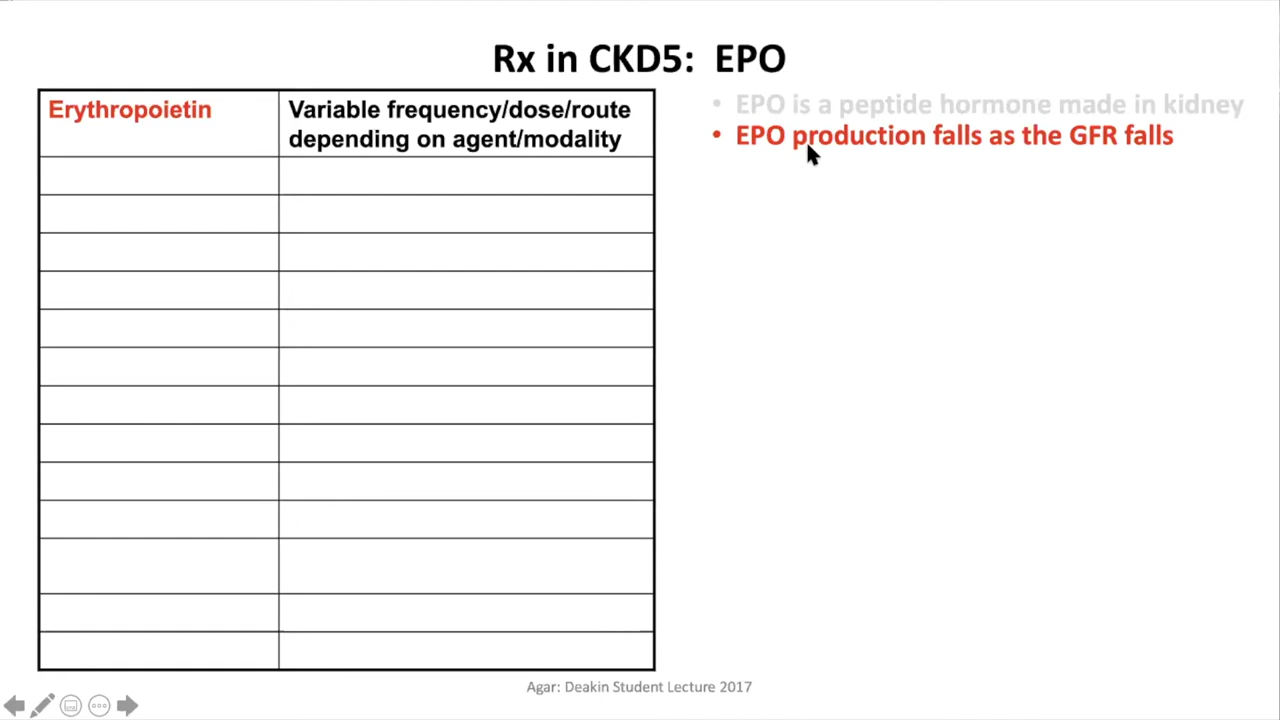 Rx in CKD5: EPO
Erythropoietin
Variable frequency/dose/route
depending on agent/modality
• EPO is a peptide hormone made in kidney
• EPO production falls as the GFR falls
Agar: Deakin Student Lecture 2017